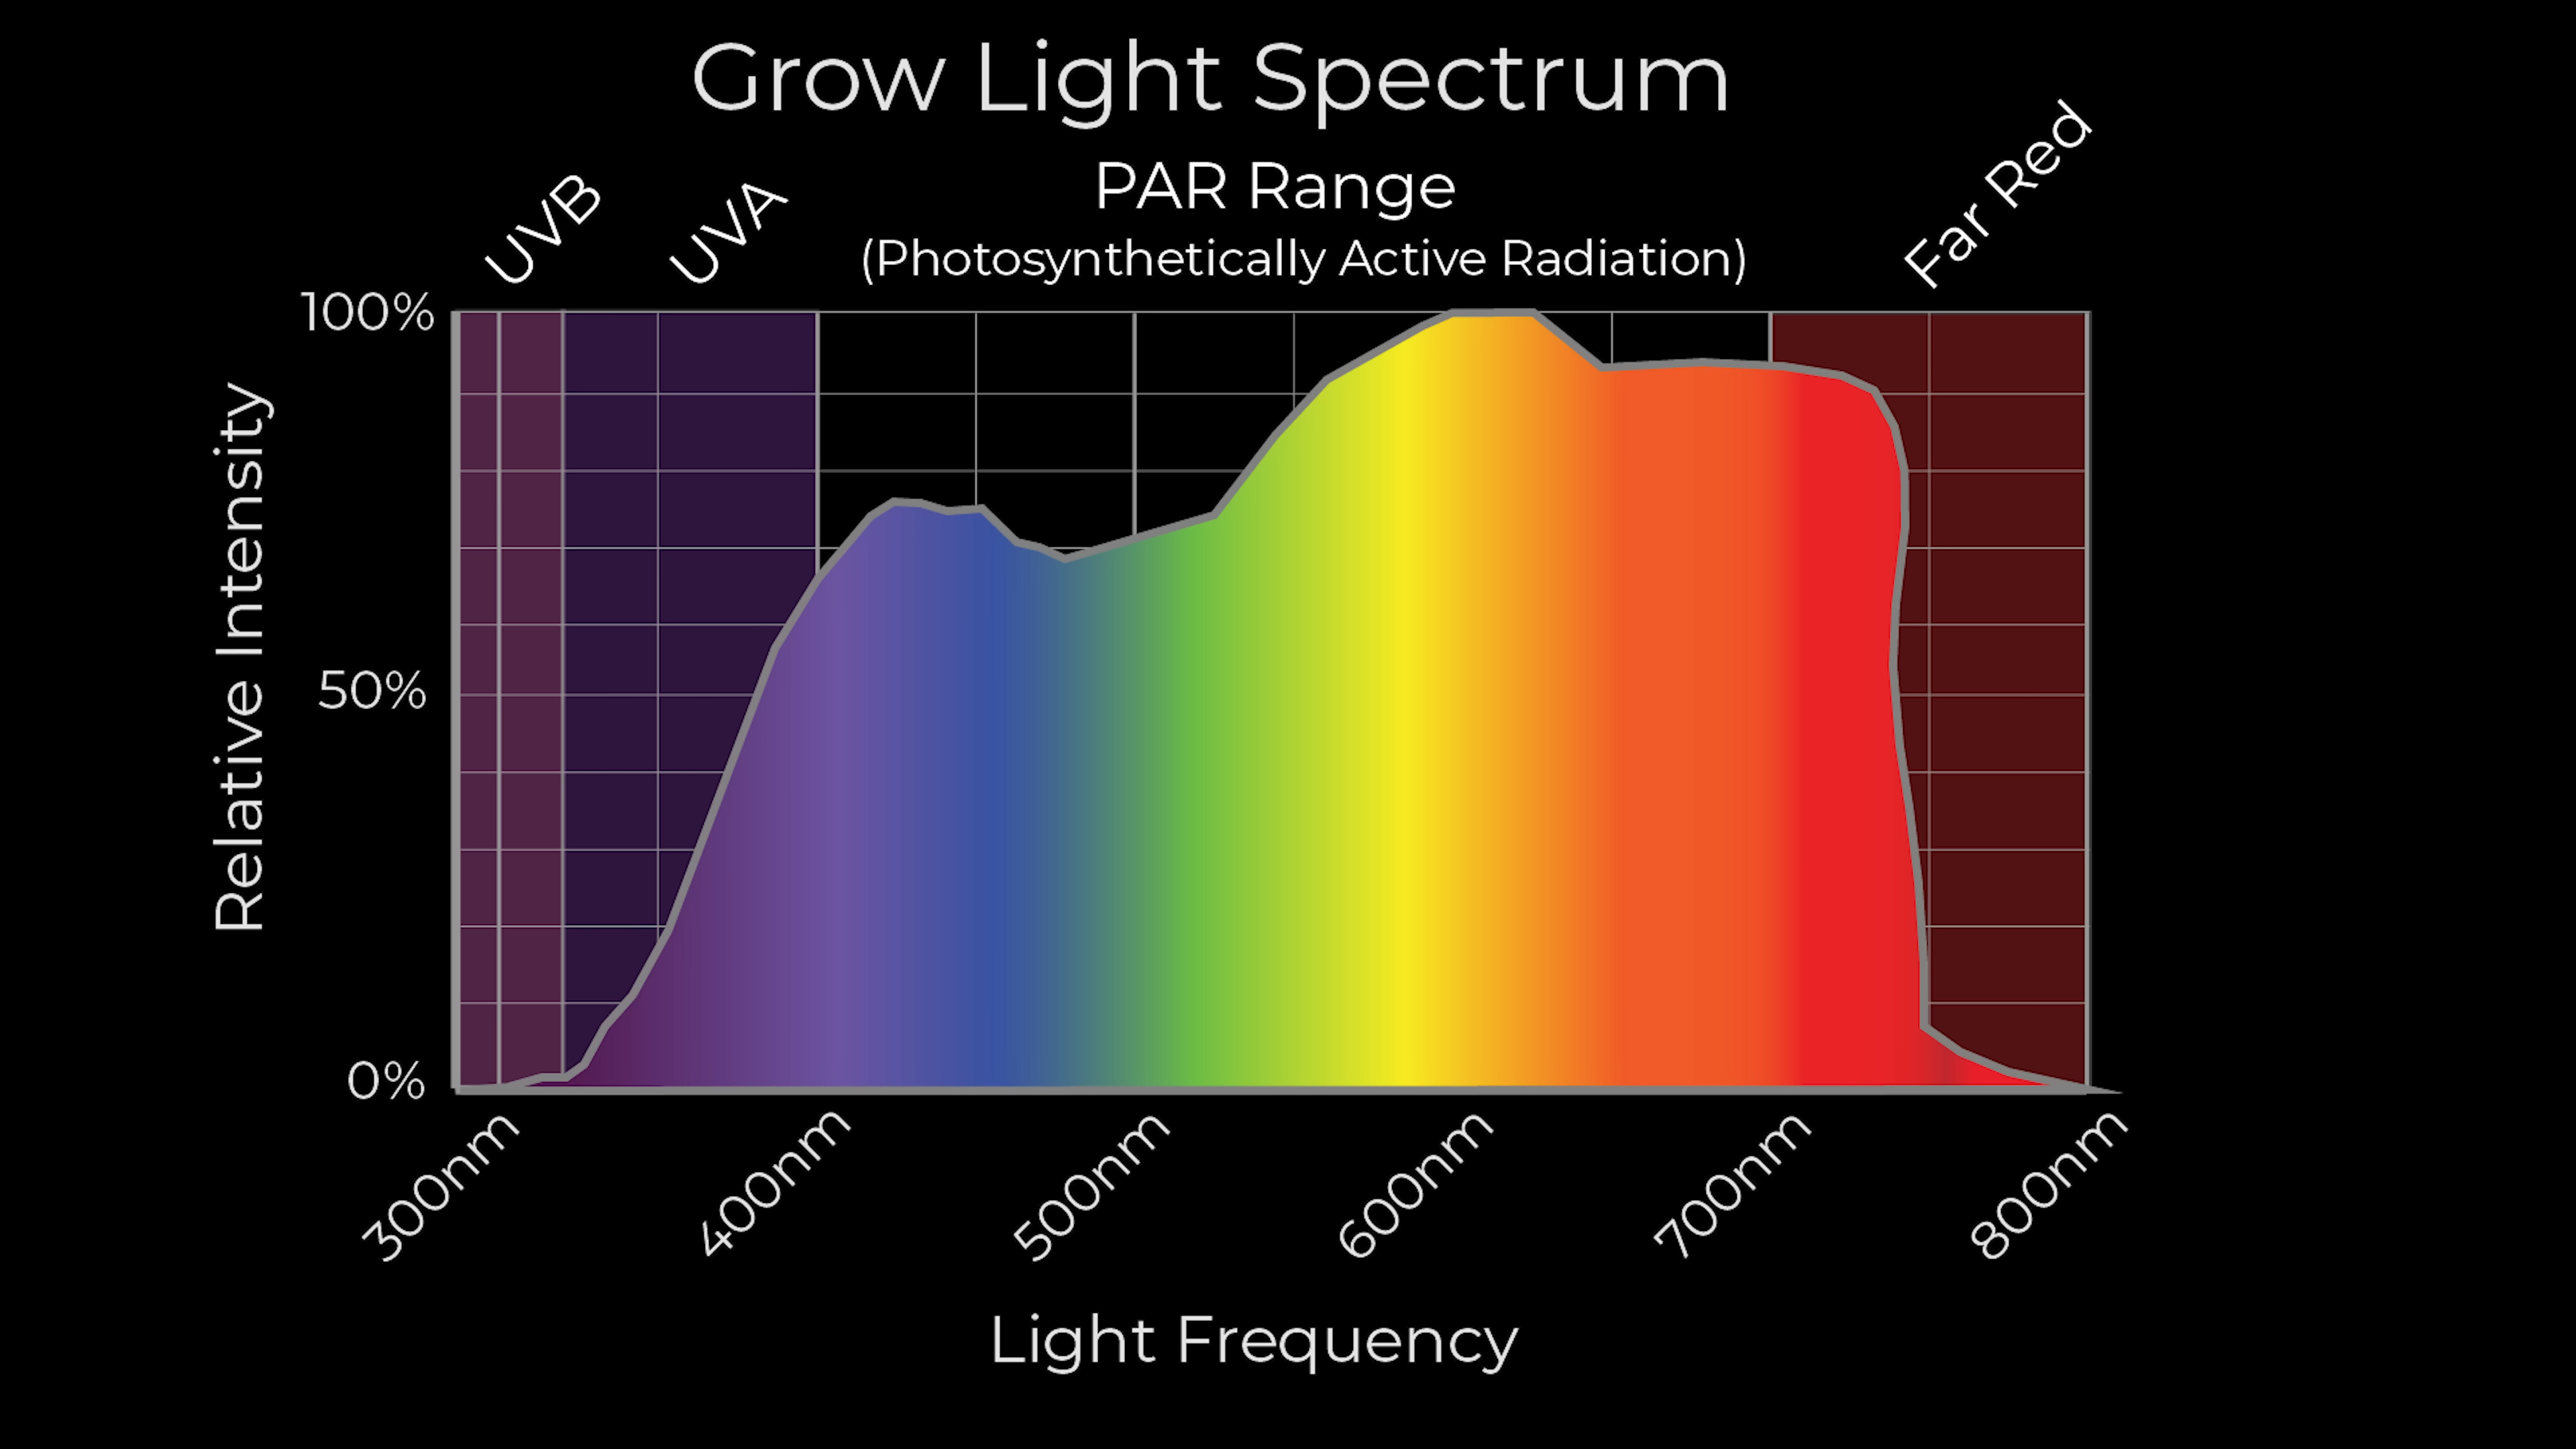 Grow Light Spectrum
PAR Range
(Photosynthetically Active Radiation)
UVB
UVA
Far Red
Relative Intensity
100%
50%
0%
300nm
400nm
500nm
600nm
700nm
800nm
Light Frequency